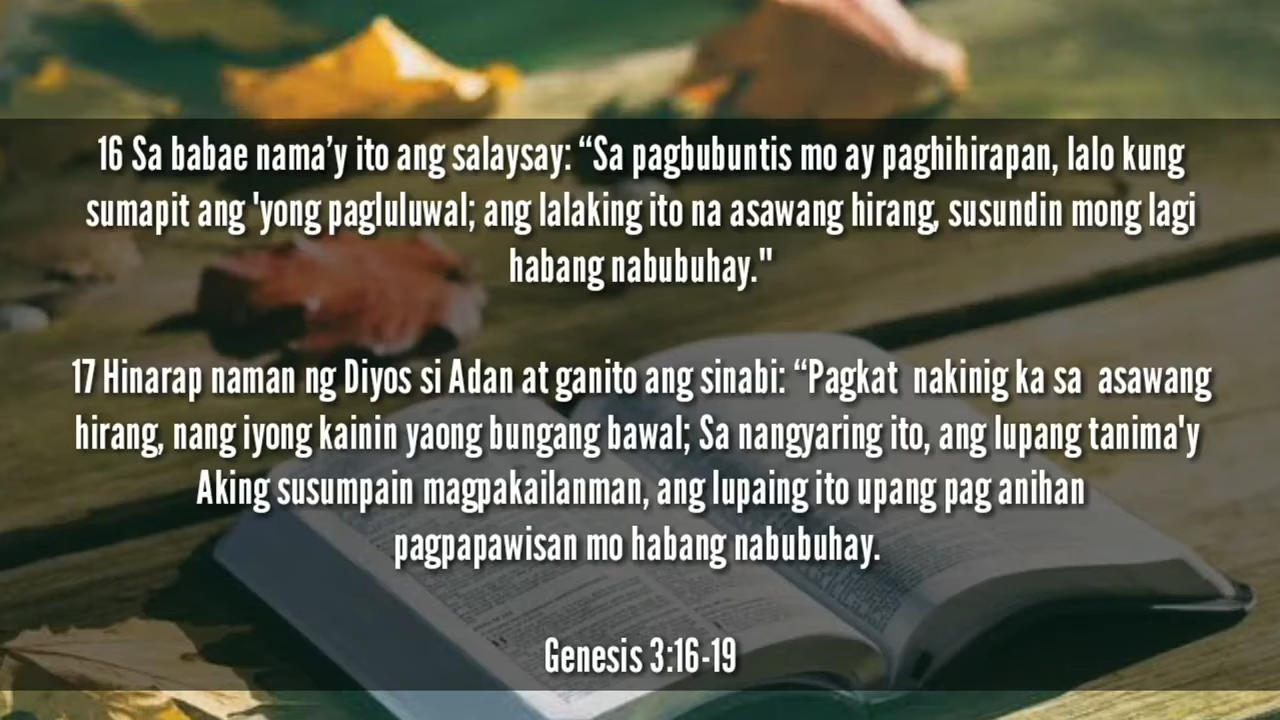 16 Sa babae nama’y ito ang salaysay: “Sa pagbubuntis mo ay paghihirapan, lalo kung
sumapit ang 'yong pagluluwal; ang lalaking ito na asawang hirang, susundin mong lagi
habang nabubuhay."
17 Hinarap naman ng Diyos si Adan at ganito ang sinabi: “Pagkat nakinig ka sa asawang
hirang, nang iyong kainin yaong bungang bawal; Sa nangyaring ito, ang lupang tanima'y
Aking susumpain magpakailanman, ang lupaing ito upang pag anihan
pagpapawisan mo habang nabubuhay.
Genesis 3:16-19